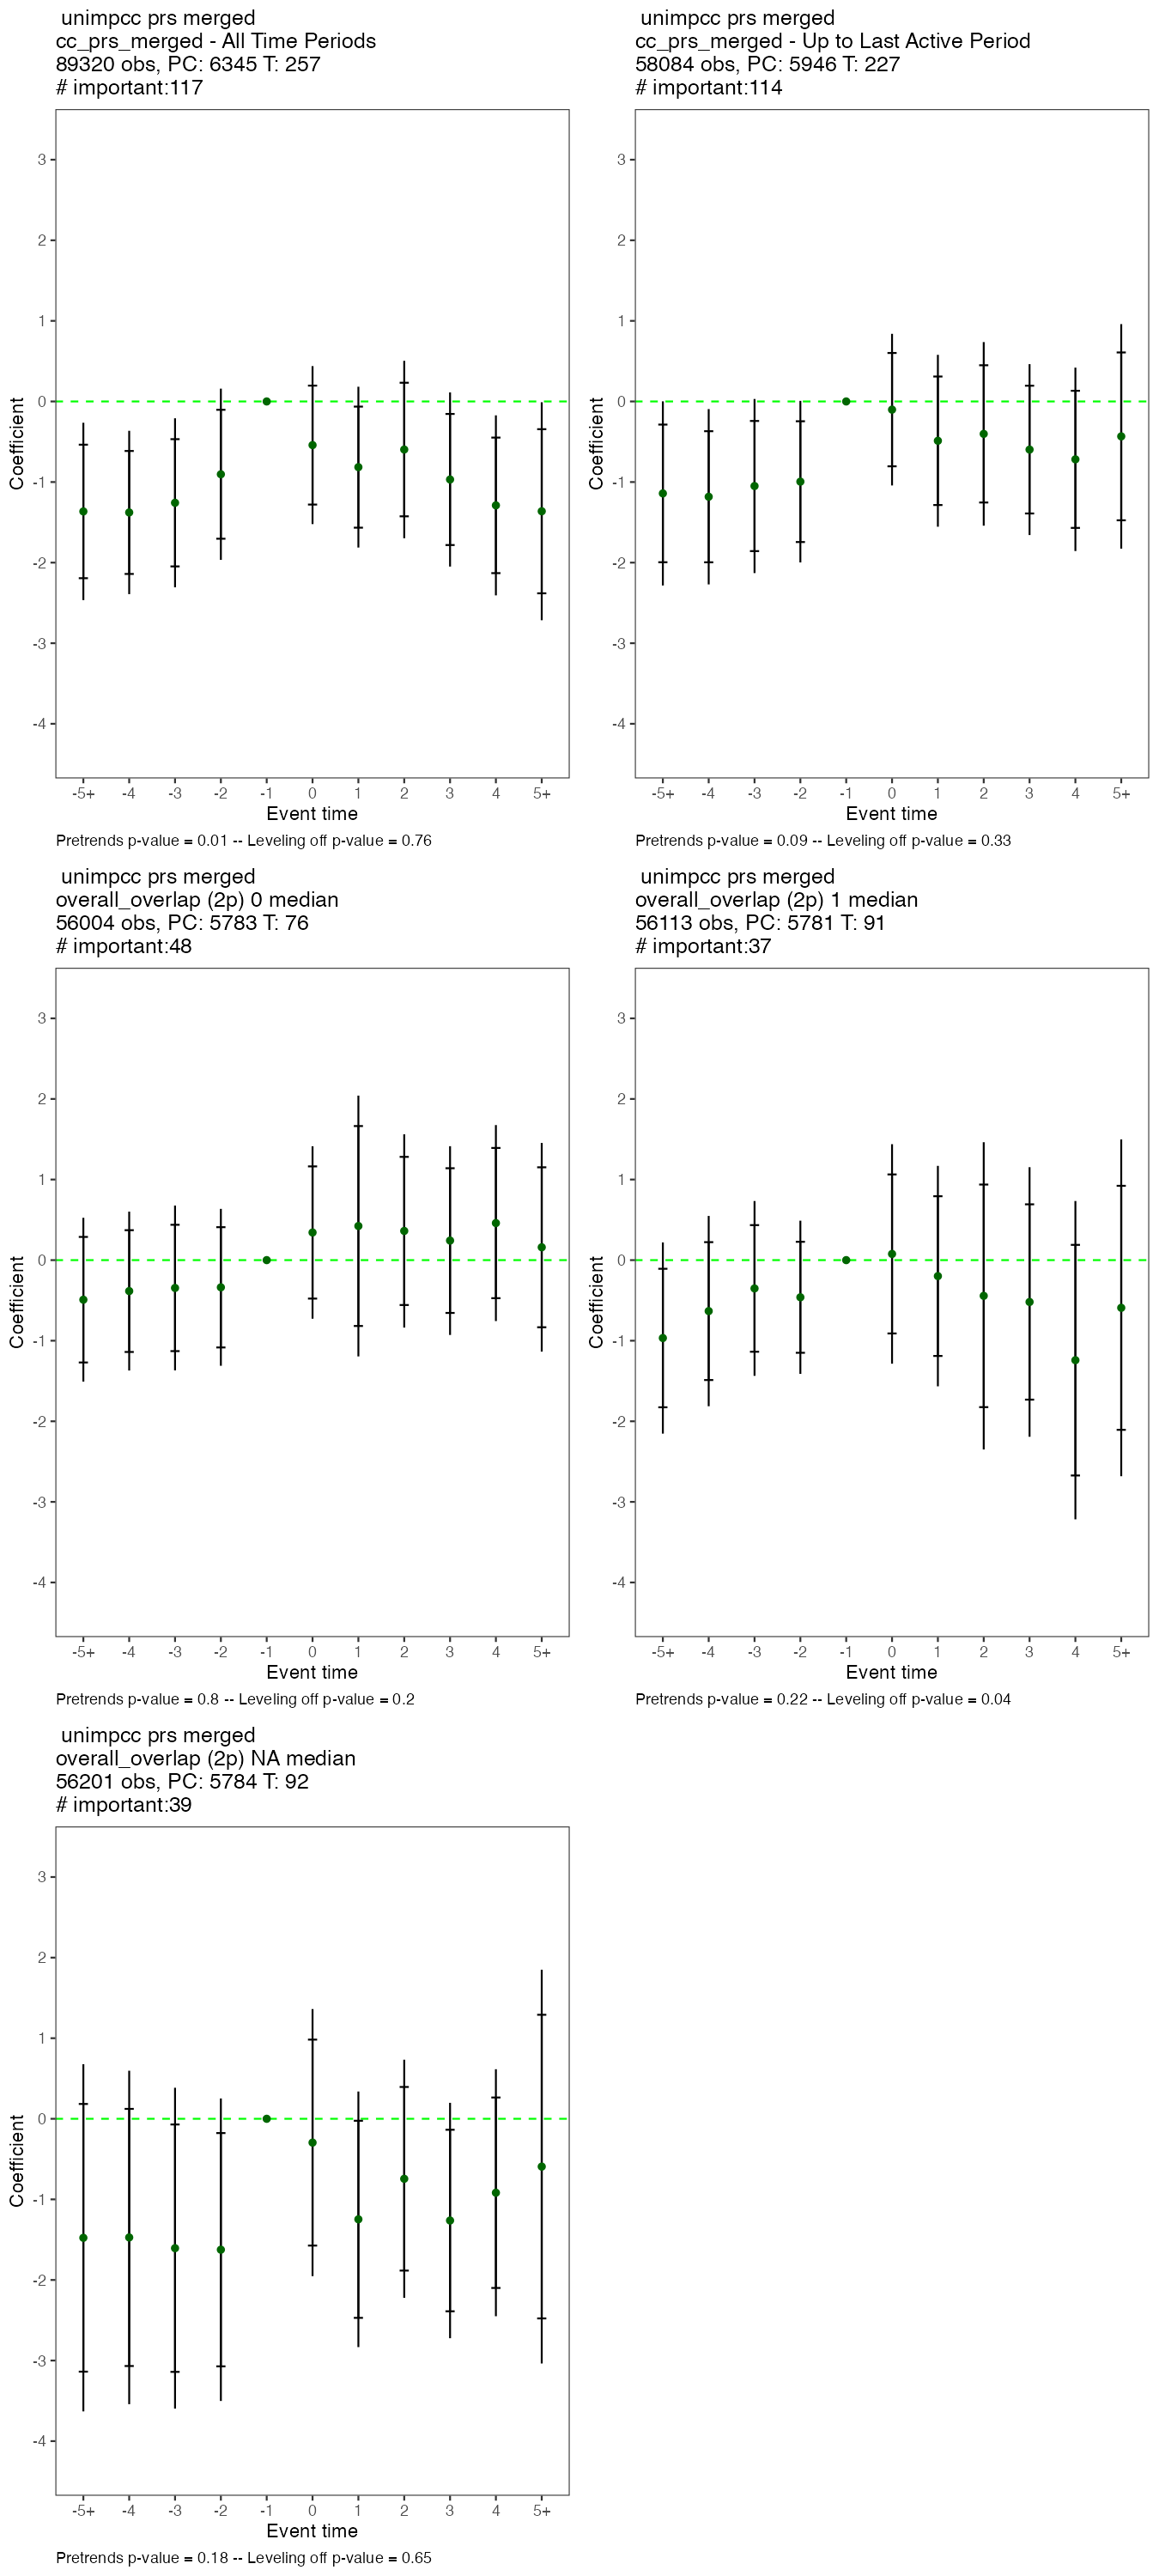 unimpcc prs merged
cc_prs_merged - All Time Periods
89320 obs, PC: 6345 T: 257
# important:117
3
2
1
0
-1
-2
-3
-4
Coefficient
-5+ -4 -3 -2 -1 0 1 2 3 4 5+
Event time
Pretrends p-value = 0.01 -- Leveling off p-value = 0.76
unimpcc prs merged
cc_prs_merged - Up to Last Active Period
58084 obs, PC: 5946 T: 227
# important:114
3
2
1
0
-1
-2
-3
-4
Coefficient
-5+ -4 -3 -2 -1 0 1 2 3 4 5+
Event time
Pretrends p-value = 0.09 -- Leveling off p-value = 0.33
unimpcc prs merged
overall_overlap (2p) 0 median
56004 obs, PC: 5783 T: 76
# important:48
3
2
1
0
-1
-2
-3
-4
Coefficient
-5+ -4 -3 -2 -1 0 1 2 3 4 5+
Event time
Pretrends p-value = 0.8 -- Leveling off p-value = 0.2
unimpcc prs merged
overall_overlap (2p) 1 median
56113 obs, PC: 5781 T: 91
# important:37
3
2
1
0
-1
-2
-3
-4
Coefficient
-5+ -4 -3 -2 -1 0 1 2 3 4 5+
Event time
Pretrends p-value = 0.22 -- Leveling off p-value = 0.04
unimpcc prs merged
overall_overlap (2p) NA median
56201 obs, PC: 5784 T: 92
# important:39
3
2
1
0
-1
-2
-3
-4
Coefficient
-5+ -4 -3 -2 -1 0 1 2 3 4 5+
Event time
Pretrends p-value = 0.18 -- Leveling off p-value = 0.65